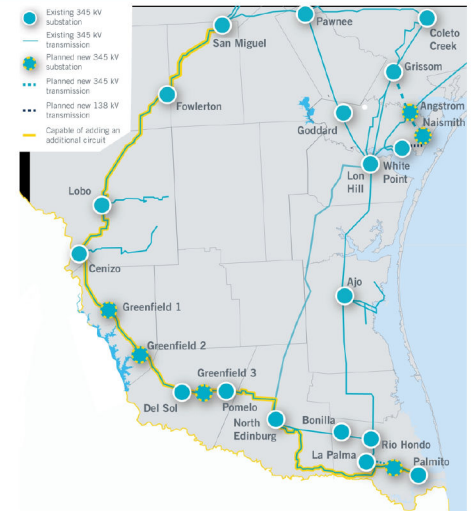 Existing 345 kV
substation
Existing 345 kV
transmission
Planned new 345 kV
substation
Planned new 345 kV
transmission
Planned new 138 kV
transmission
Capable of adding an
additional circuit
Pawnee
San Miguel
Coleto
Creek
Grissom
Fowlerton
Angstrom
Naismith
Goddard
White
Point
Lon
Hill
Lobo
Cenizo
Ajo
Greenfield 1
Greenfield 2
Greenfield 3
Del Sol
Pomelo
North
Edinburg
Bonilla
Rio Hondo
La Palma
Palmito